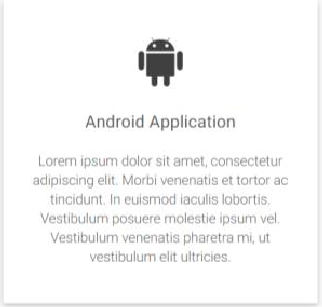 Android Application
Lorem ipsum dolor sit amet, consectetur
adipiscing elit. Morbi venenatis et tortor ac
tincidunt. In euismod iaculis lobortis.
Vestibulum posuere molestie ipsum vel.
Vestibulum venenatis pharetra mi, ut
vestibulum elit ultricies.